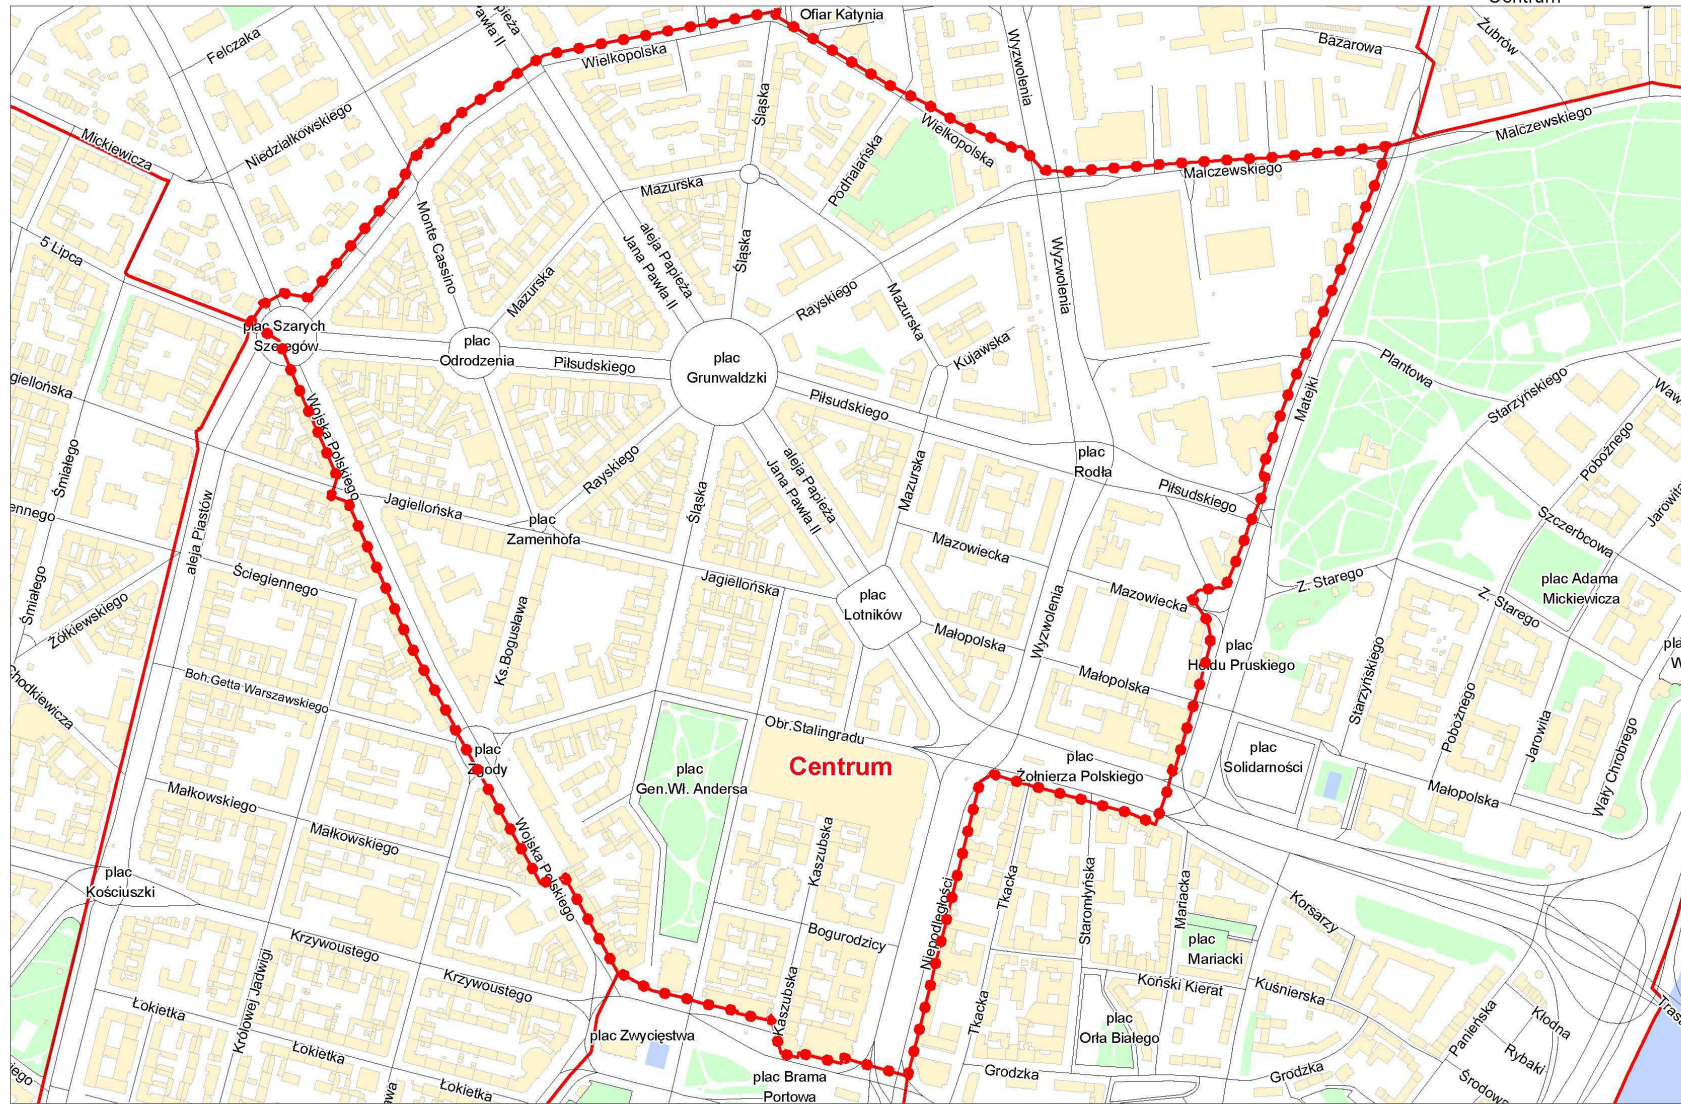 Centrum
Ofiar Katynia
Felczaka
Papieża
Pawła II
Wielkopolska
Wyzwolenia
Bazarowa
Żubrów
Śląska
Mickiewicza
Niedziałkowskiego
Wielkopolska
Malczewskiego
Podhalańska
Malczewskiego
Mazurska
Monte Cassino
aleja Papieża
Jana Pawła II
Śląska
5 Lipca
Wyzwolenia
Mazurska
Rayskiego
Mazurska
plac Szarych
Szeregów
plac
Odrodzenia
Piłsudskiego
plac
Grunwaldzki
Kujawska
Plantowa
Starzyńskiego
Matejki
Piłsudskiego
giellońska
Wojska Polskiego
Śmiałego
Rayskiego
aleja Papieża
Jana Pawła II
Mazurska
plac
Rodła
Piłsudskiego
Pobożnego
Jarowita
Szczerbcowa
Śląska
Jagiellońska
plac
Zamenhofa
ennego
aleja Piastów
Mazowiecka
Ściegiennego
Jagiellońska
plac
Lotników
Mazowiecka
Z. Starego
plac Adama
Mickiewicza
Z. Starego
Śmiałego
Żółkiewskiego
Ks.Bogusława
Małopolska
Wyzwolenia
plac
Hołdu Pruskiego
Chodkiewicza
Boh.Getta Warszawskiego
Małopolska
Starzyńskiego
Pobożnego
Jarowita
Wały Chrobrego
Obr.Stalingradu
plac
Zgody
plac
Gen.Wł. Andersa
Centrum
plac
Żołnierza Polskiego
plac
Solidarności
Małopolska
Małkowskiego
Małkowskiego
Wojska Polskiego
Kaszubska
plac
Kościuszki
Niepodległości
Tkacka
Staromłyńska
Mariacka
Korsarzy
Krzywoustego
Bogurodzicy
plac
Mariacki
Krzywoustego
Królowej Jadwigi
Koński Kierat
Kuśnierska
Łokietka
Kaszubska
Tkacka
plac
Orła Białego
Panieńska
Kłodna
Trasa
plac Zwycięstwa
Łokietka
Rybaki
Łokietka
plac Brama
Portowa
Grodzka
Grodzka